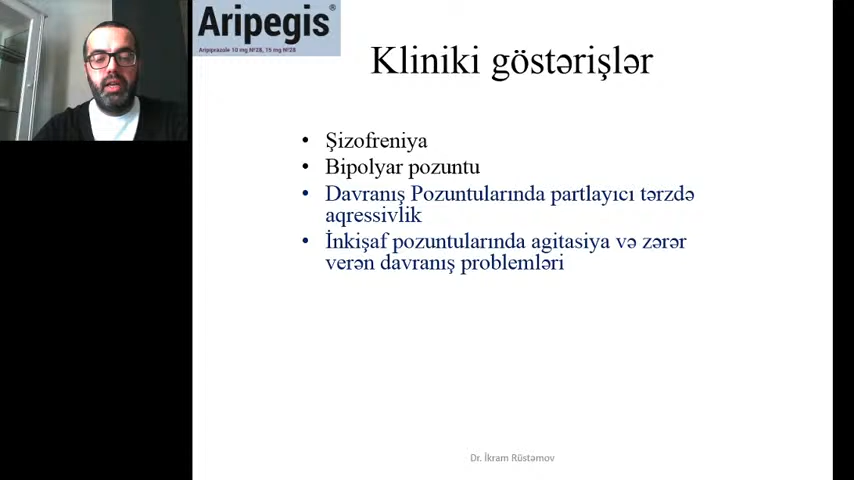 Aripegis®
Aripiprazole 10 mg №28, 15 mg №28
Kliniki göstərişlər
• Şizofreniya
• Bipolyar pozuntu
• Davranış Pozuntularında partlayıcı tərzdə
aqressivlik
• İnkişaf pozuntularında agitasiya və zərər
verən davranış problemləri
Dr. İkram Rüstəmov